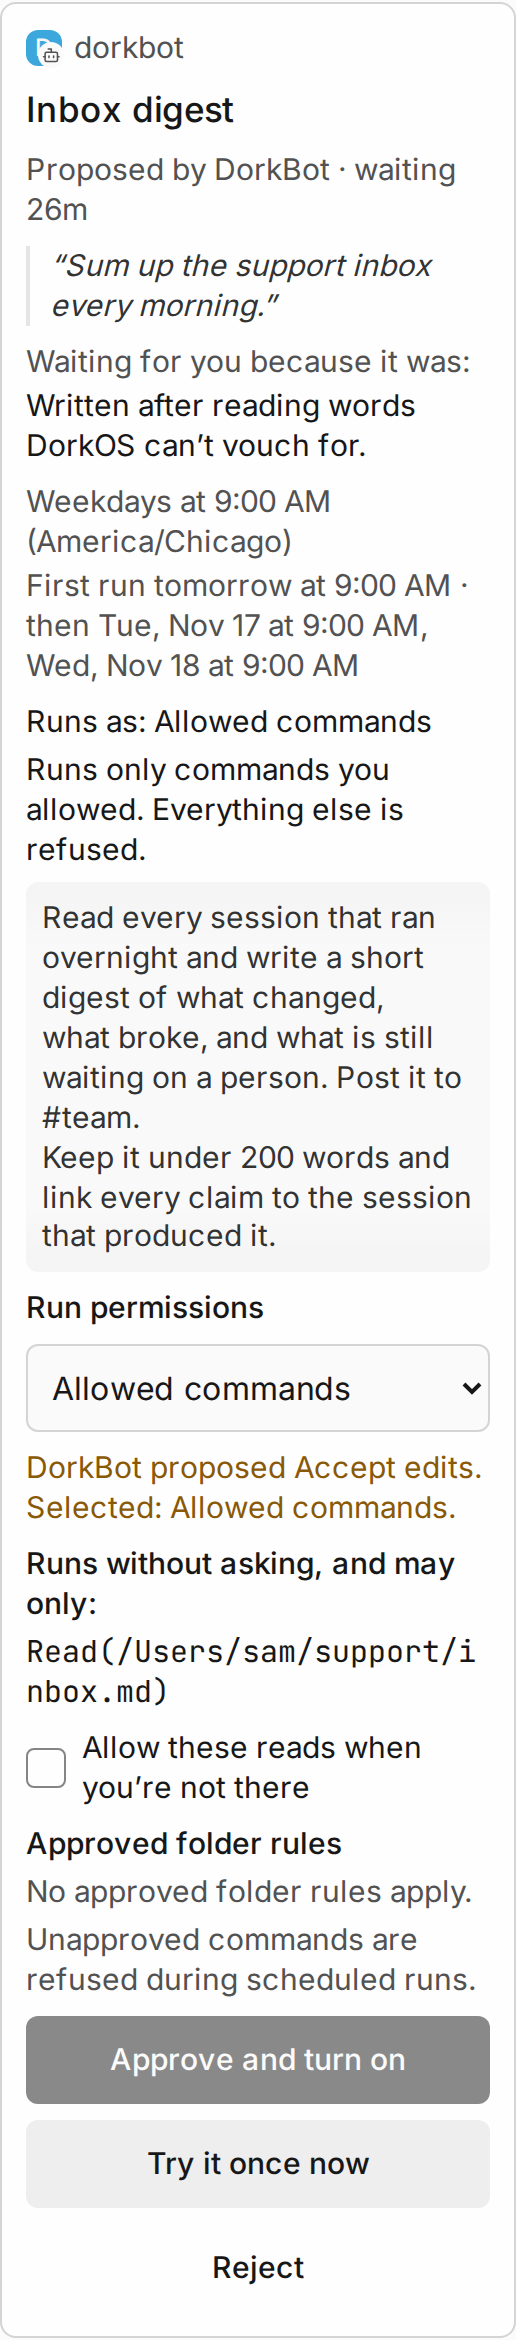 dorkbot
Inbox digest
Proposed by DorkBot · waiting
26m
“Sum up the support inbox
every morning.”
Waiting for you because it was:
Written after reading words
DorkOS can’t vouch for.
Weekdays at 9:00 AM
(America/Chicago)
First run tomorrow at 9:00 AM ·
then Tue, Nov 17 at 9:00 AM,
Wed, Nov 18 at 9:00 AM
Runs as: Allowed commands
Runs only commands you
allowed. Everything else is
refused.
Read every session that ran
overnight and write a short
digest of what changed,
what broke, and what is still
waiting on a person. Post it to
#team.
Keep it under 200 words and
link every claim to the session
that produced it.
Run permissions
Allowed commands
DorkBot proposed Accept edits.
Selected: Allowed commands.
Runs without asking, and may
only:
Read(/Users/sam/support/i
nbox.md)
Allow these reads when
you’re not there
Approved folder rules
No approved folder rules apply.
Unapproved commands are
refused during scheduled runs.
Approve and turn on
Try it once now
Reject